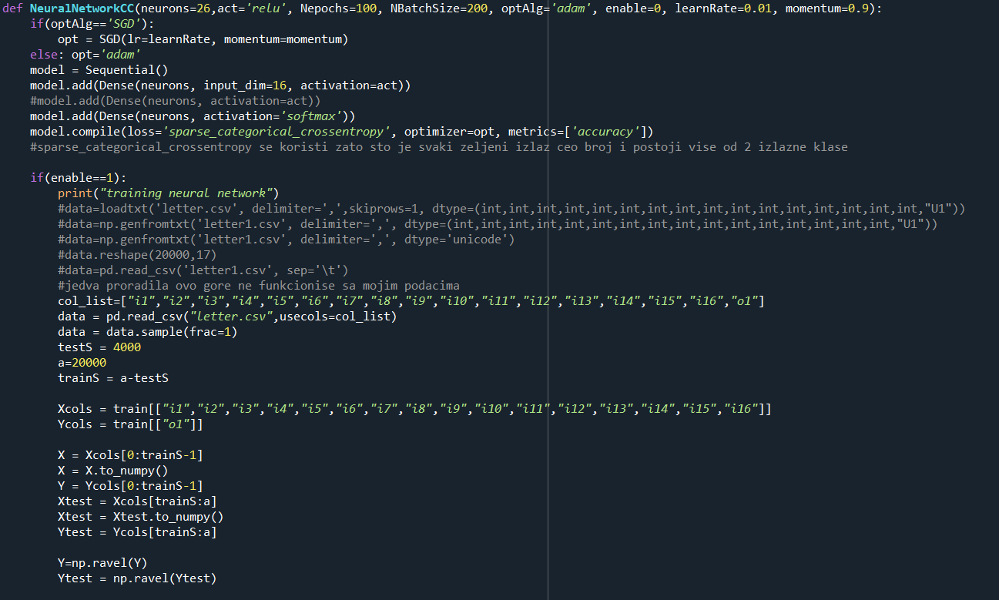 def NeuralNetworkCC(neurons=26,act='relu', Nepochs=100, NBatchSize=200, optAlg='adam', enable=0, learnRate=0.01, momentum=0.9):
    if(optAlg=='SGD'):
        opt = SGD(lr=learnRate, momentum=momentum)
    else: opt='adam'
    model = Sequential()
    model.add(Dense(neurons, input_dim=16, activation=act))
    #model.add(Dense(neurons, activation=act))
    model.add(Dense(neurons, activation='softmax'))
    model.compile(loss='sparse_categorical_crossentropy', optimizer=opt, metrics=['accuracy'])
    #sparse_categorical_crossentropy se koristi zato sto je svaki zeljeni izlaz ceo broj i postoji vise od 2 izlazne klase

    if(enable==1):
        print("training neural network")
        #data=loadtxt('letter.csv', delimiter=',',skiprows=1, dtype=(int,int,int,int,int,int,int,int,int,int,int,int,int,int,int,int,"U1"))
        #data=np.genfromtxt('letter1.csv', delimiter=',', dtype=(int,int,int,int,int,int,int,int,int,int,int,int,int,int,int,int,"U1"))
        #data=np.genfromtxt('letter1.csv', delimiter=',', dtype='unicode')
        #data.reshape(20000,17)
        #data=pd.read_csv('letter1.csv', sep='\t')
        #jedva proradila ovo gore ne funkcionise sa mojim podacima
        col_list=["i1","i2","i3","i4","i5","i6","i7","i8","i9","i10","i11","i12","i13","i14","i15","i16","o1"]
        data = pd.read_csv("letter.csv",usecols=col_list)
        data = data.sample(frac=1)
        testS = 4000
        a=20000
        trainS = a-testS

        Xcols = train[["i1","i2","i3","i4","i5","i6","i7","i8","i9","i10","i11","i12","i13","i14","i15","i16"]]
        Ycols = train[["o1"]]

        X = Xcols[0:trainS-1]
        X = X.to_numpy()
        Y = Ycols[0:trainS-1]
        Xtest = Xcols[trainS:a]
        Xtest = Xtest.to_numpy()
        Ytest = Ycols[trainS:a]

        Y=np.ravel(Y)
        Ytest = np.ravel(Ytest)